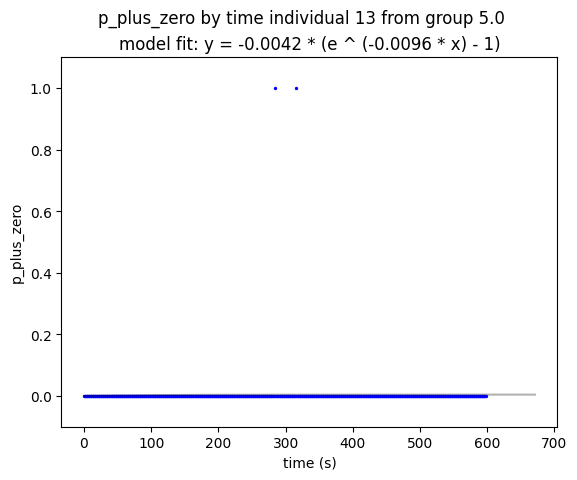 p_plus_zero by time individual 13 from group 5.0
model fit: y = -0.0042 * (e ^ (-0.0096 * x) - 1)
1.0
0.8
0.6
0.4
0.2
0.0
p_plus_zero
0 100 200 300 400 500 600 700
time (s)